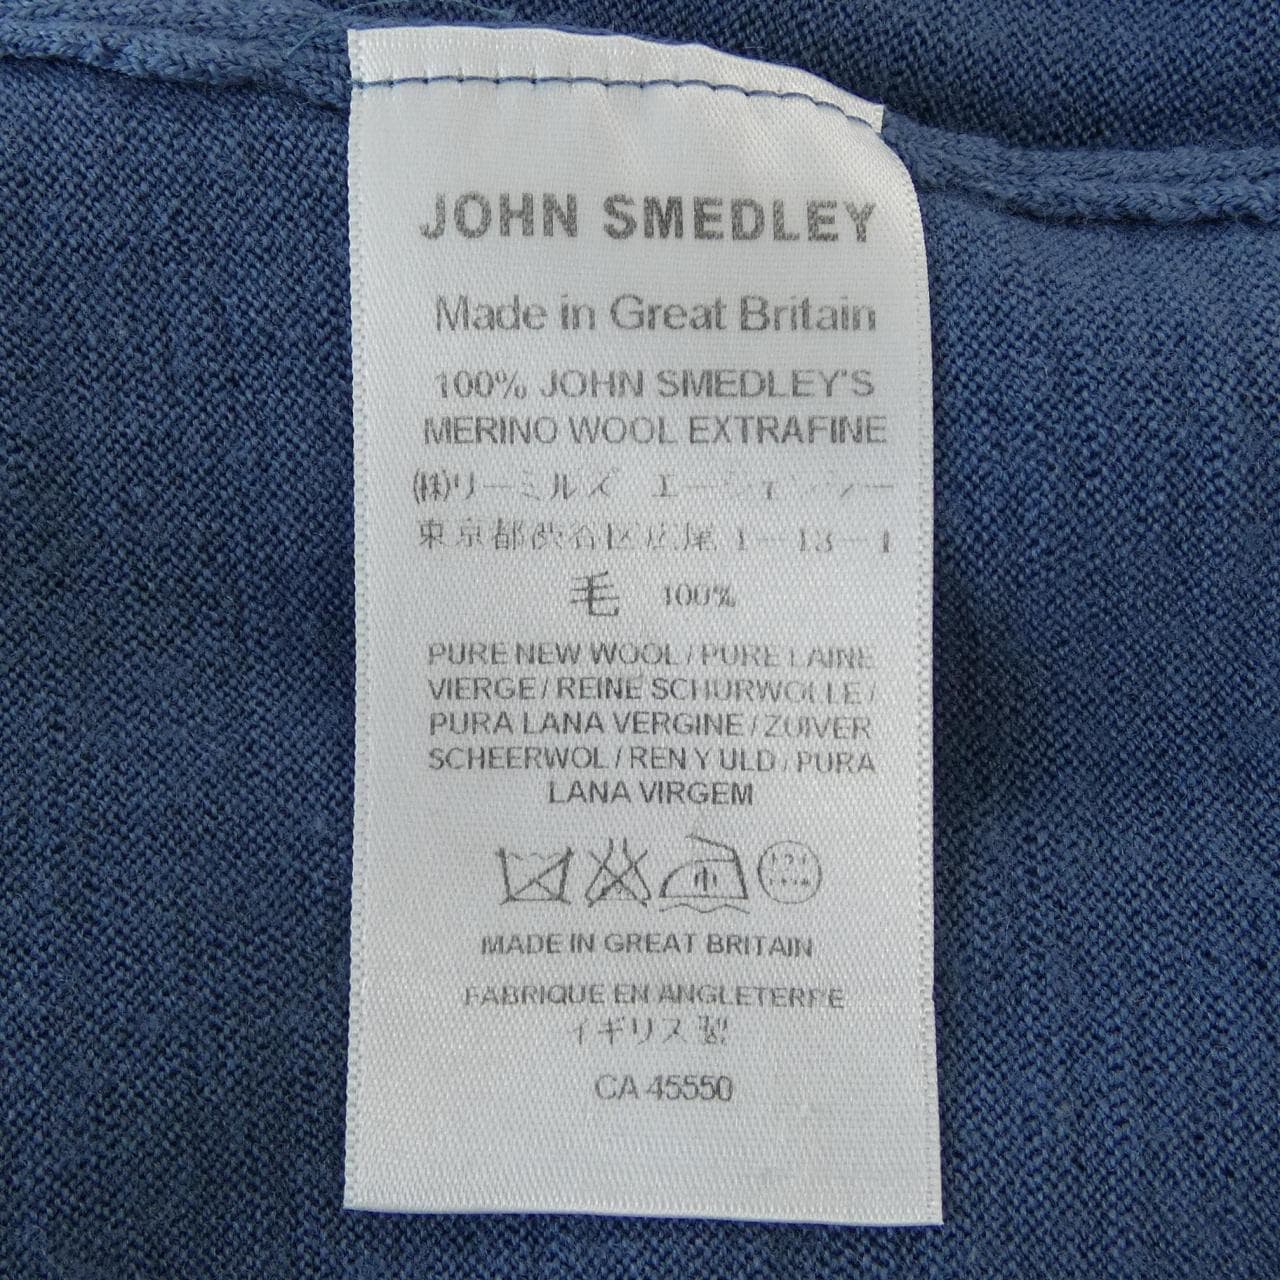 JOHN SMEDLEY
Made in Great Britain
100% JOHN SMEDLEY'S
MERINO WOOL EXTRAFINE
(株)リーミルズ エージェンシー
東京都渋谷区広尾1-13-1
毛 100%
PURE NEW WOOL / PURE LAINE
VIERGE / REINE SCHURWOLLE /
PURA LANA VERGINE / ZUIVER
SCHEERWOL / REN Y ULD / PURA
LANA VIRGEM
中
MADE IN GREAT BRITAIN
FABRIQUE EN ANGLETERRE
イギリス製
CA 45550